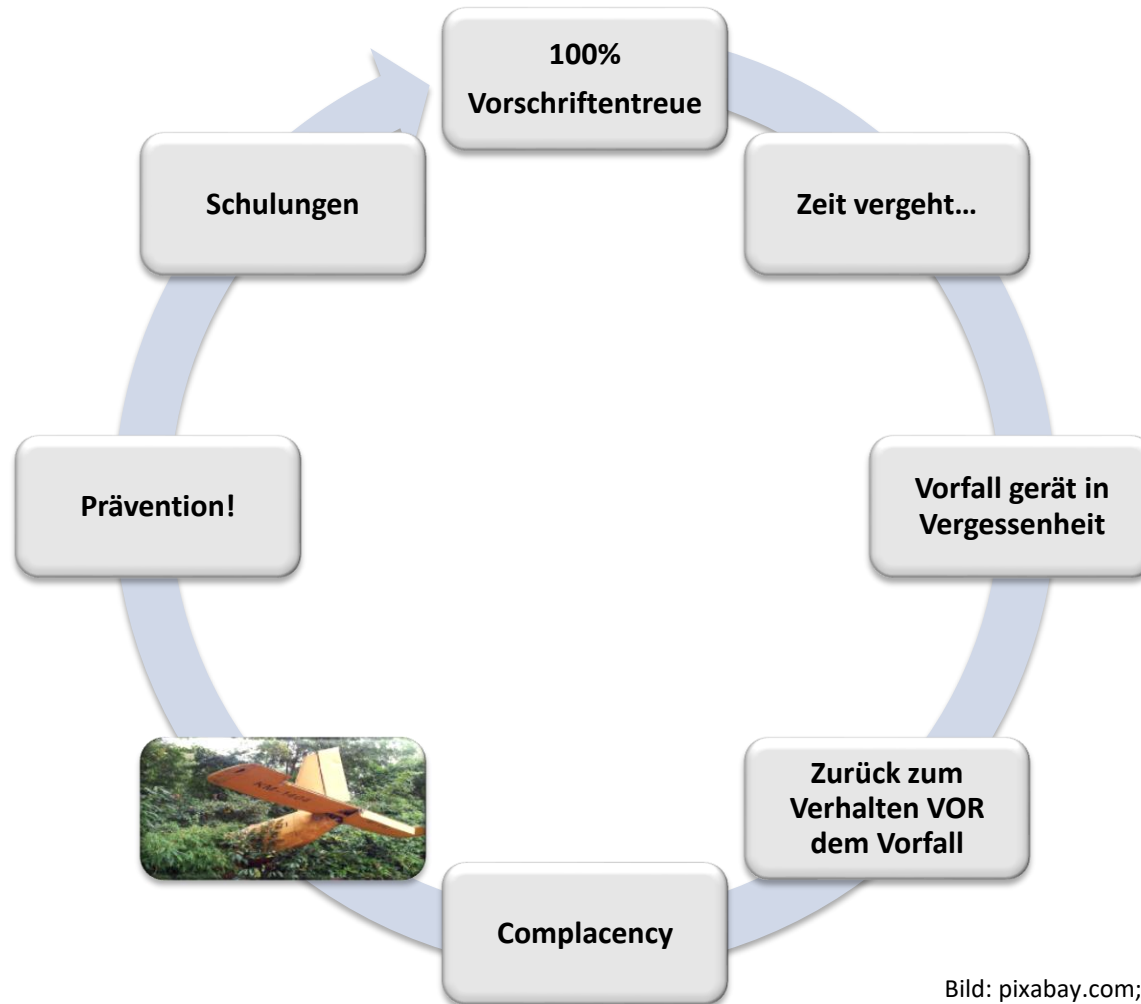 100%
Vorschriftentreue
Zeit vergeht…
Vorfall gerät in
Vergessenheit
Zurück zum
Verhalten VOR
dem Vorfall
Complacency
Prävention!
Schulungen
Bild: pixabay.com;